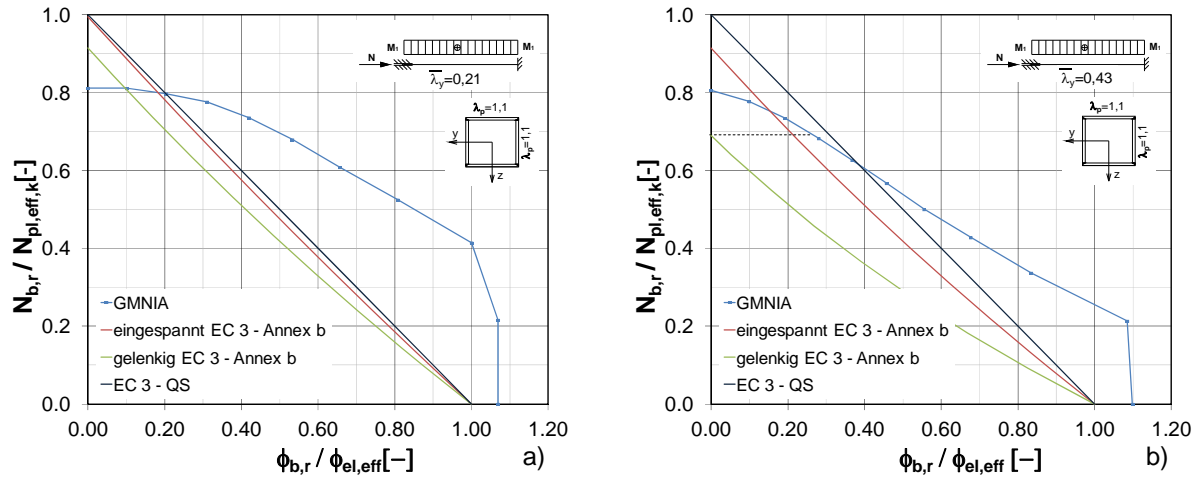 N_b,r / N_pl,eff,k[-]
1.0
0.8
0.6
0.4
0.2
0.0
0.00 0.20 0.40 0.60 0.80 1.00 1.20
ϕ_b,r / ϕ_el,eff[–]
a)
M₁ M₁
N
λ̅_y=0,21
λ_p=1,1
λ_p=1,1
y
z
GMNIA
eingespannt EC 3 - Annex b
gelenkig EC 3 - Annex b
EC 3 - QS
N_b,r / N_pl,eff,k[-]
1.0
0.8
0.6
0.4
0.2
0.0
0.00 0.20 0.40 0.60 0.80 1.00 1.20
ϕ_b,r / ϕ_el,eff [–]
b)
M₁ M₁
N
λ̅_y=0,43
λ_p=1,1
λ_p=1,1
y
z
GMNIA
eingespannt EC 3 - Annex b
gelenkig EC 3 - Annex b
EC 3 - QS